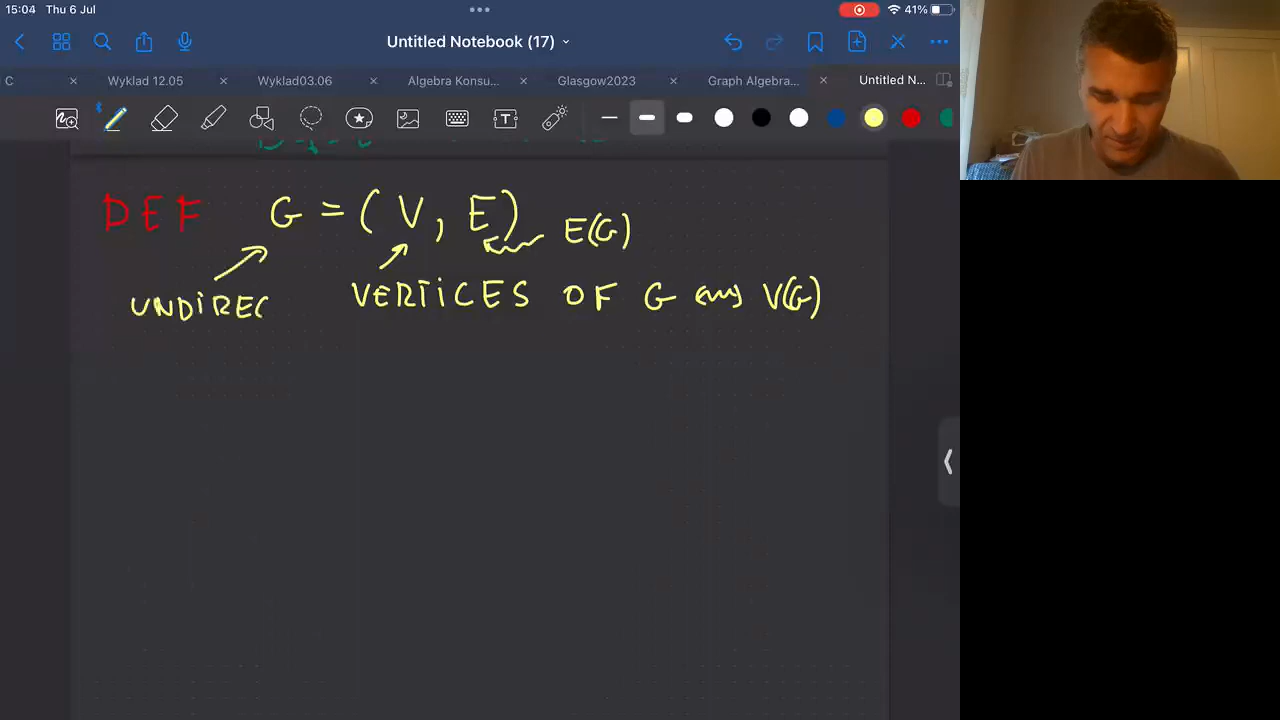 15:04 Thu 6 Jul 41%
Untitled Notebook (17)
C Wyklad 12.05 Wyklad03.06 Algebra Konsu... Glasgow2023 Graph Algebra... Untitled N...
T
DEF G = (V, E) E(G)
UNDIREC VERTICES OF G V(G)